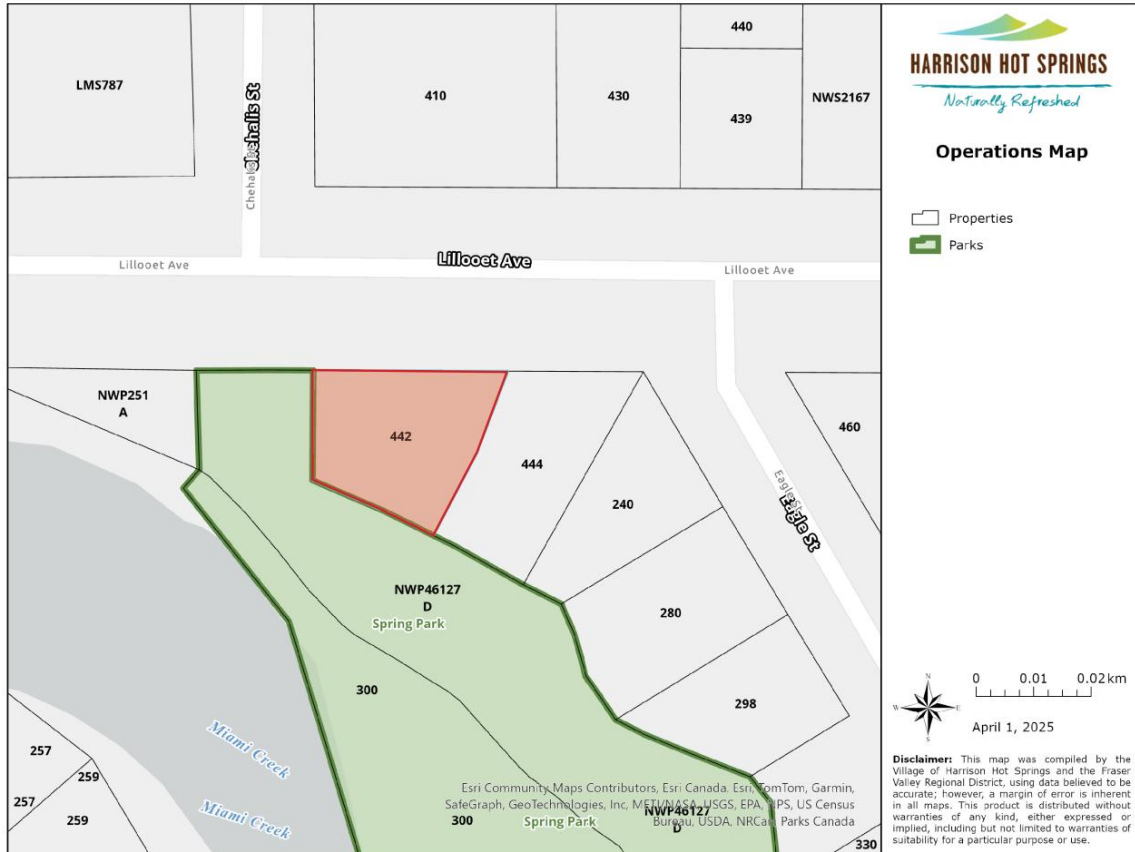 LMS787
Chehalis St
Chehalis St
410
430
440
439
NWS2167
Lillooet Ave
Lillooet Ave
Lillooet Ave
NWP251
A
442
444
240
460
Eagle St
Eagle St
NWP46127
D
Spring Park
280
300
298
Miami Creek
257
259
257
259
Miami Creek
300
Spring Park
NWP46127
D
330
Esri Community Maps Contributors, Esri Canada, Esri, TomTom, Garmin,
SafeGraph, GeoTechnologies, Inc, METI/NASA, USGS, EPA, NPS, US Census
Bureau, USDA, NRCan, Parks Canada
HARRISON HOT SPRINGS
Naturally Refreshed
Operations Map
Properties
Parks
N
W E
S
0 0.01 0.02 km
April 1, 2025
Disclaimer: This map was compiled by the
Village of Harrison Hot Springs and the Fraser
Valley Regional District, using data believed to be
accurate; however, a margin of error is inherent
in all maps. This product is distributed without
warranties of any kind, either expressed or
implied, including but not limited to warranties of
suitability for a particular purpose or use.